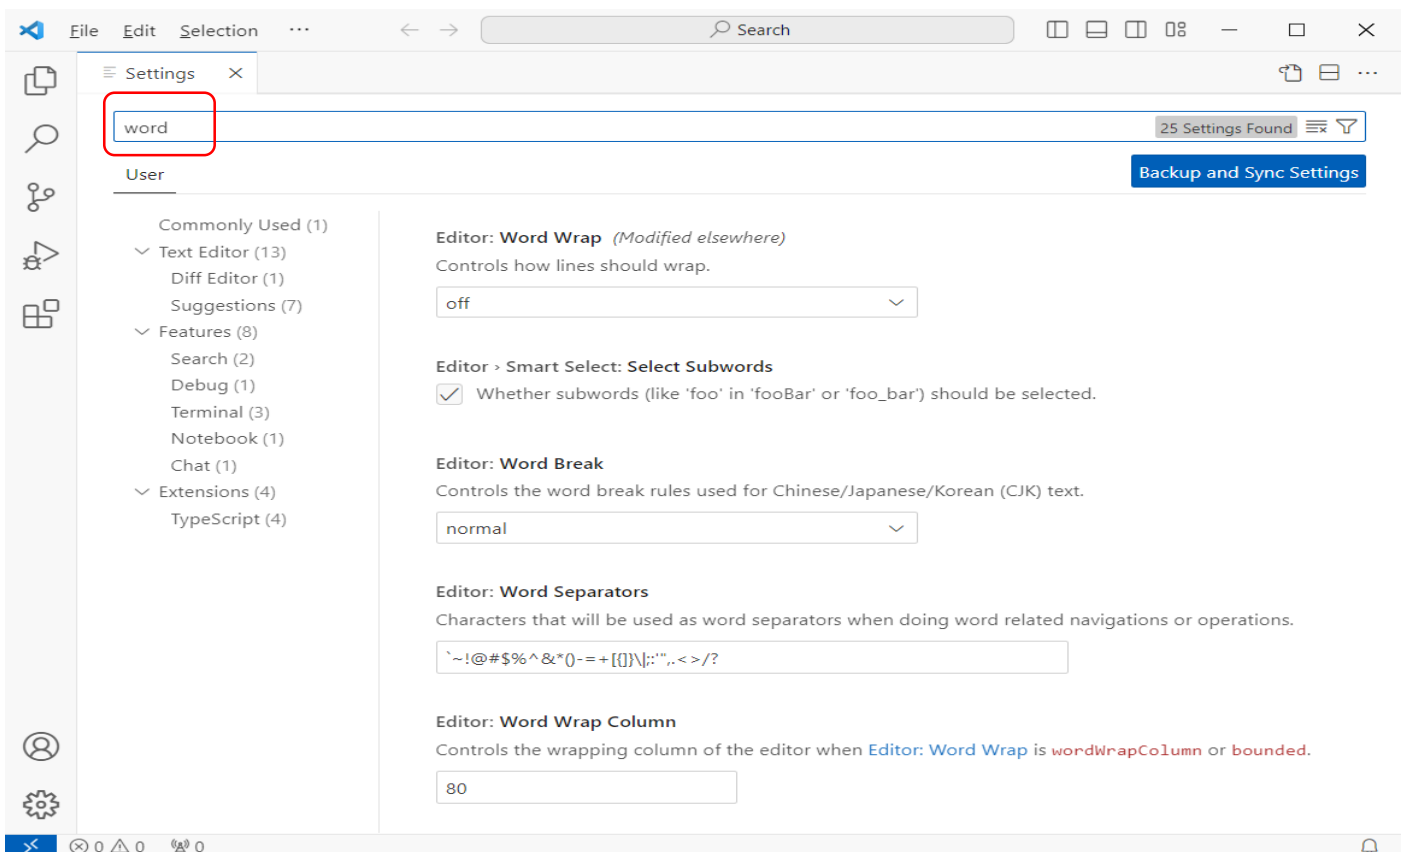 File Edit Selection ··· Search
Settings
word 25 Settings Found
User Backup and Sync Settings
Commonly Used (1)
Text Editor (13)
Diff Editor (1)
Suggestions (7)
Features (8)
Search (2)
Debug (1)
Terminal (3)
Notebook (1)
Chat (1)
Extensions (4)
TypeScript (4)
Editor: Word Wrap (Modified elsewhere)
Controls how lines should wrap.
off
Editor › Smart Select: Select Subwords
Whether subwords (like 'foo' in 'fooBar' or 'foo_bar') should be selected.
Editor: Word Break
Controls the word break rules used for Chinese/Japanese/Korean (CJK) text.
normal
Editor: Word Separators
Characters that will be used as word separators when doing word related navigations or operations.
`~!@#$%^&*()-=+[{]}\|;:'",.<>/?
Editor: Word Wrap Column
Controls the wrapping column of the editor when Editor: Word Wrap is wordWrapColumn or bounded.
80
0 0 0